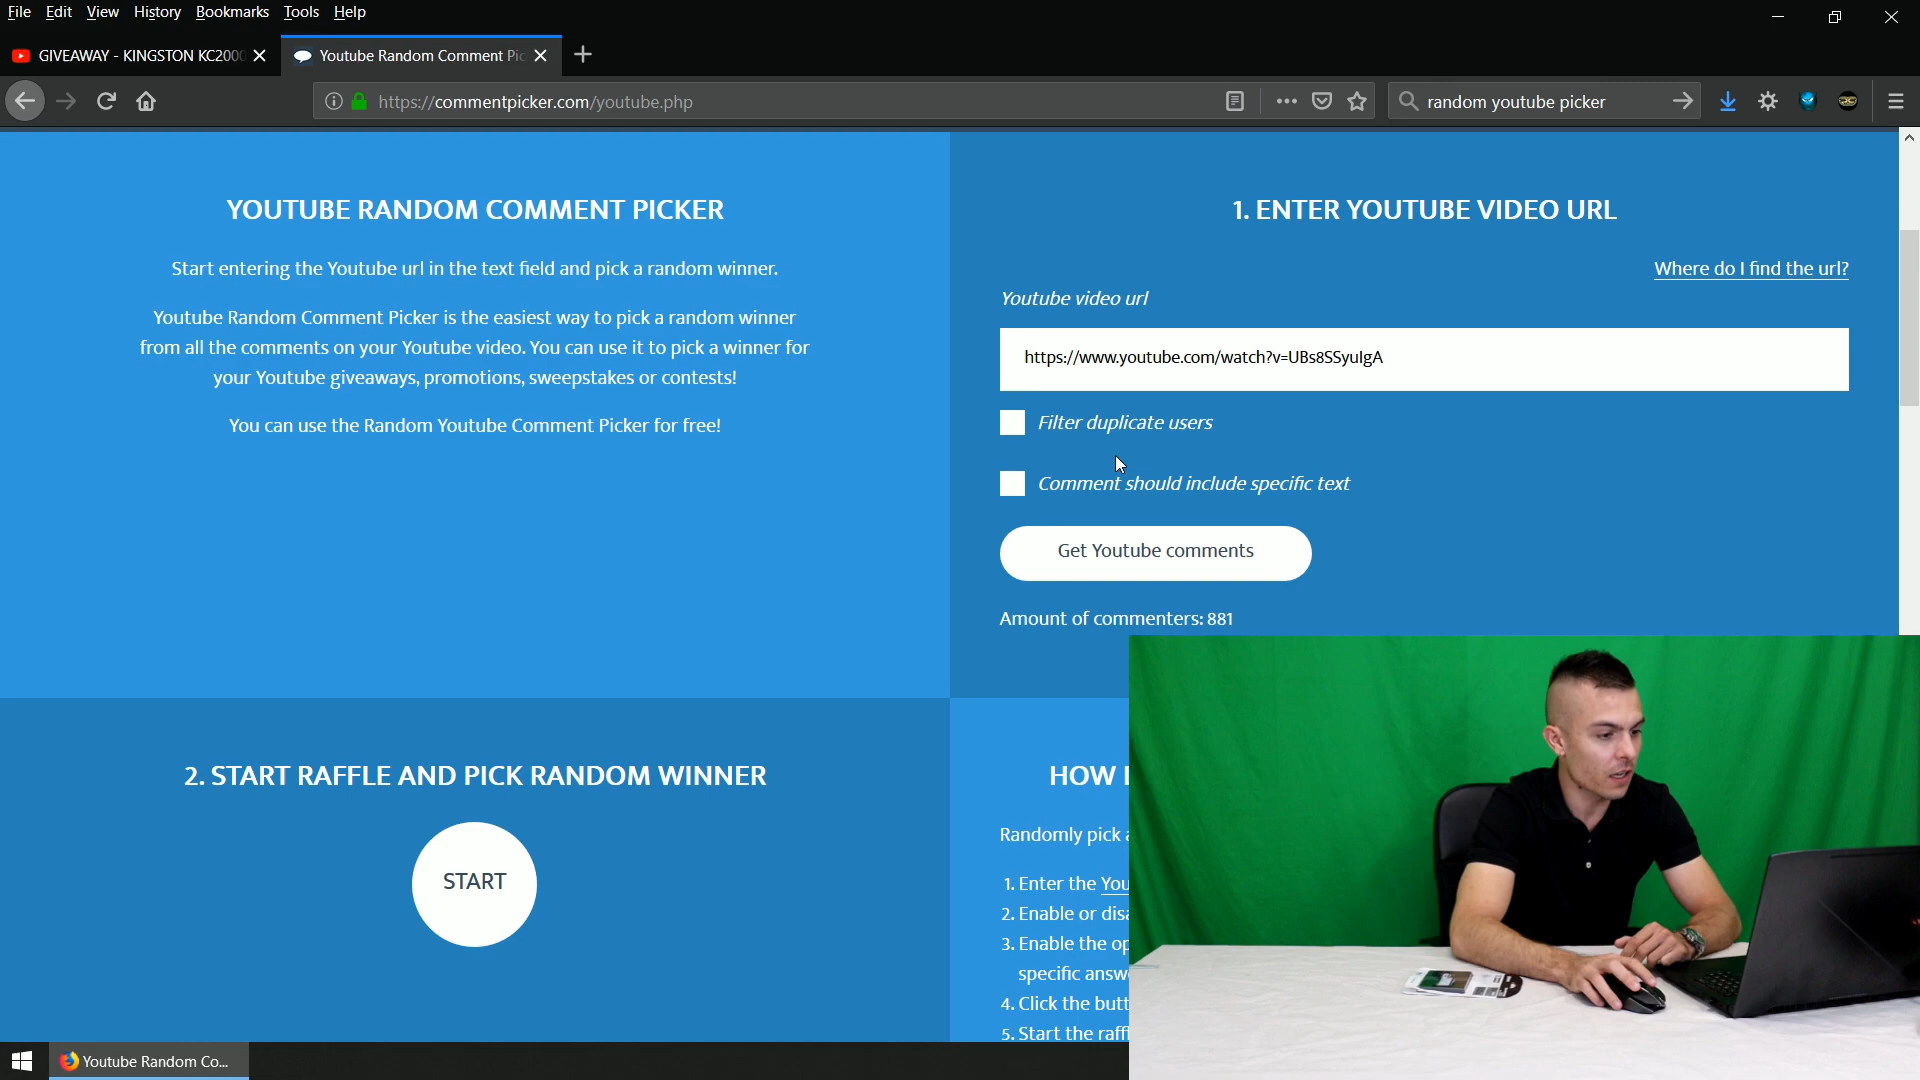 File Edit View History Bookmarks Tools Help
GIVEAWAY - KINGSTON KC2000
Youtube Random Comment Pic
https://commentpicker.com/youtube.php
random youtube picker
YOUTUBE RANDOM COMMENT PICKER
Start entering the Youtube url in the text field and pick a random winner.
Youtube Random Comment Picker is the easiest way to pick a random winner
from all the comments on your Youtube video. You can use it to pick a winner for
your Youtube giveaways, promotions, sweepstakes or contests!
You can use the Random Youtube Comment Picker for free!
1. ENTER YOUTUBE VIDEO URL
Where do I find the url?
Youtube video url
https://www.youtube.com/watch?v=UBs8SSyulgA
Filter duplicate users
Comment should include specific text
Get Youtube comments
Amount of commenters: 881
2. START RAFFLE AND PICK RANDOM WINNER
START
HOW
Randomly pick
1. Enter the You
2. Enable or disa
3. Enable the op
specific answ
4. Click the butt
5. Start the raff
Youtube Random Co...